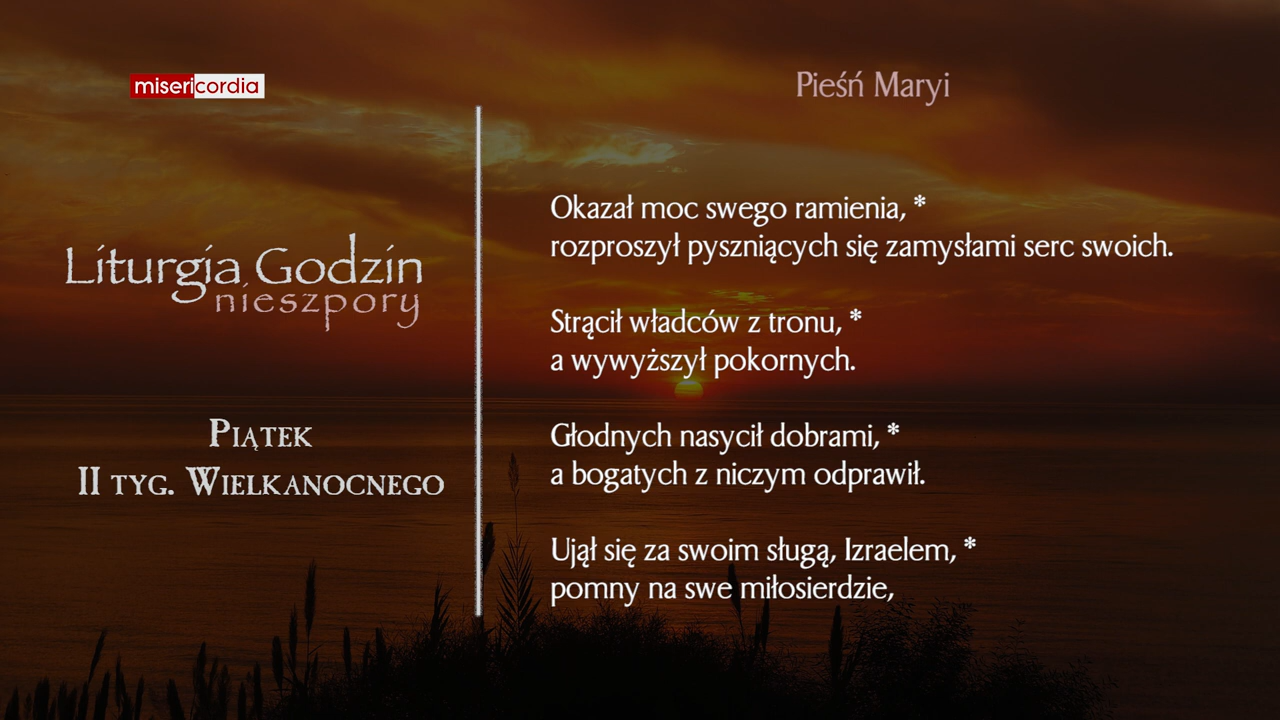 misericordia
Liturgia Godzin
nieszpory
Piątek
II tyg. Wielkanocnego
Pieśń Maryi
Okazał moc swego ramienia, *
rozproszył pyszniących się zamysłami serc swoich.
Strącił władców z tronu, *
a wywyższył pokornych.
Głodnych nasycił dobrami, *
a bogatych z niczym odprawił.
Ujął się za swoim sługą, Izraelem, *
pomny na swe miłosierdzie,